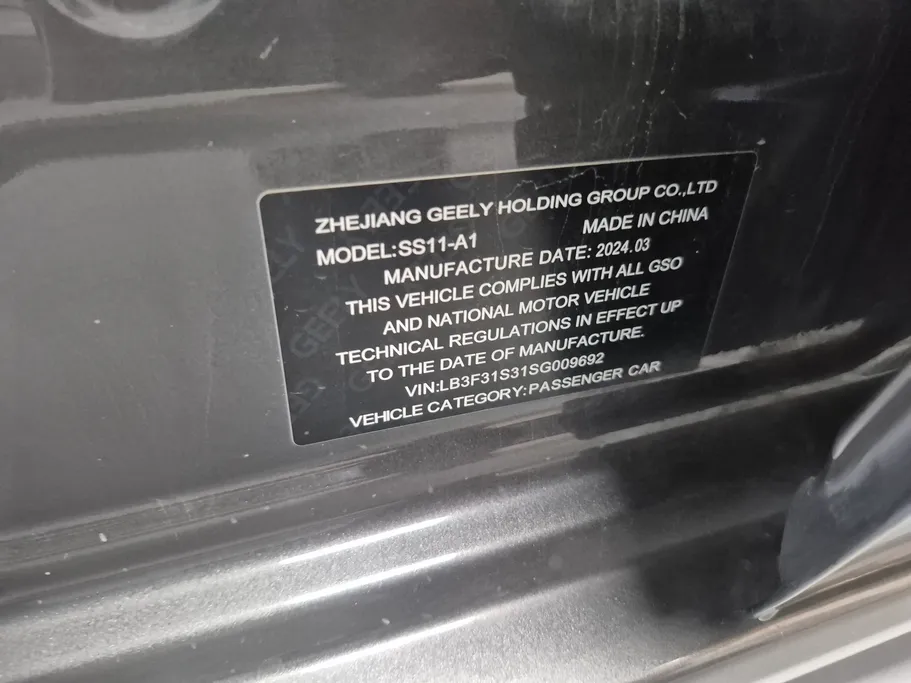 ZHEJIANG GEELY HOLDING GROUP CO.,LTD
MODEL:SS11-A1 MADE IN CHINA
MANUFACTURE DATE: 2024.03
THIS VEHICLE COMPLIES WITH ALL GSO
AND NATIONAL MOTOR VEHICLE
TECHNICAL REGULATIONS IN EFFECT UP
TO THE DATE OF MANUFACTURE.
VIN:LB3F31S31SG009692
VEHICLE CATEGORY:PASSENGER CAR